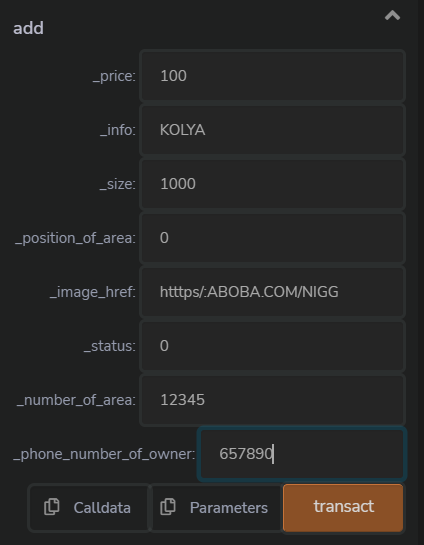 add
_price: 100
_info: KOLYA
_size: 1000
_position_of_area: 0
_image_href: htttps/:ABOBA.COM/NIGG
_status: 0
_number_of_area: 12345
_phone_number_of_owner: 657890
Calldata Parameters transact